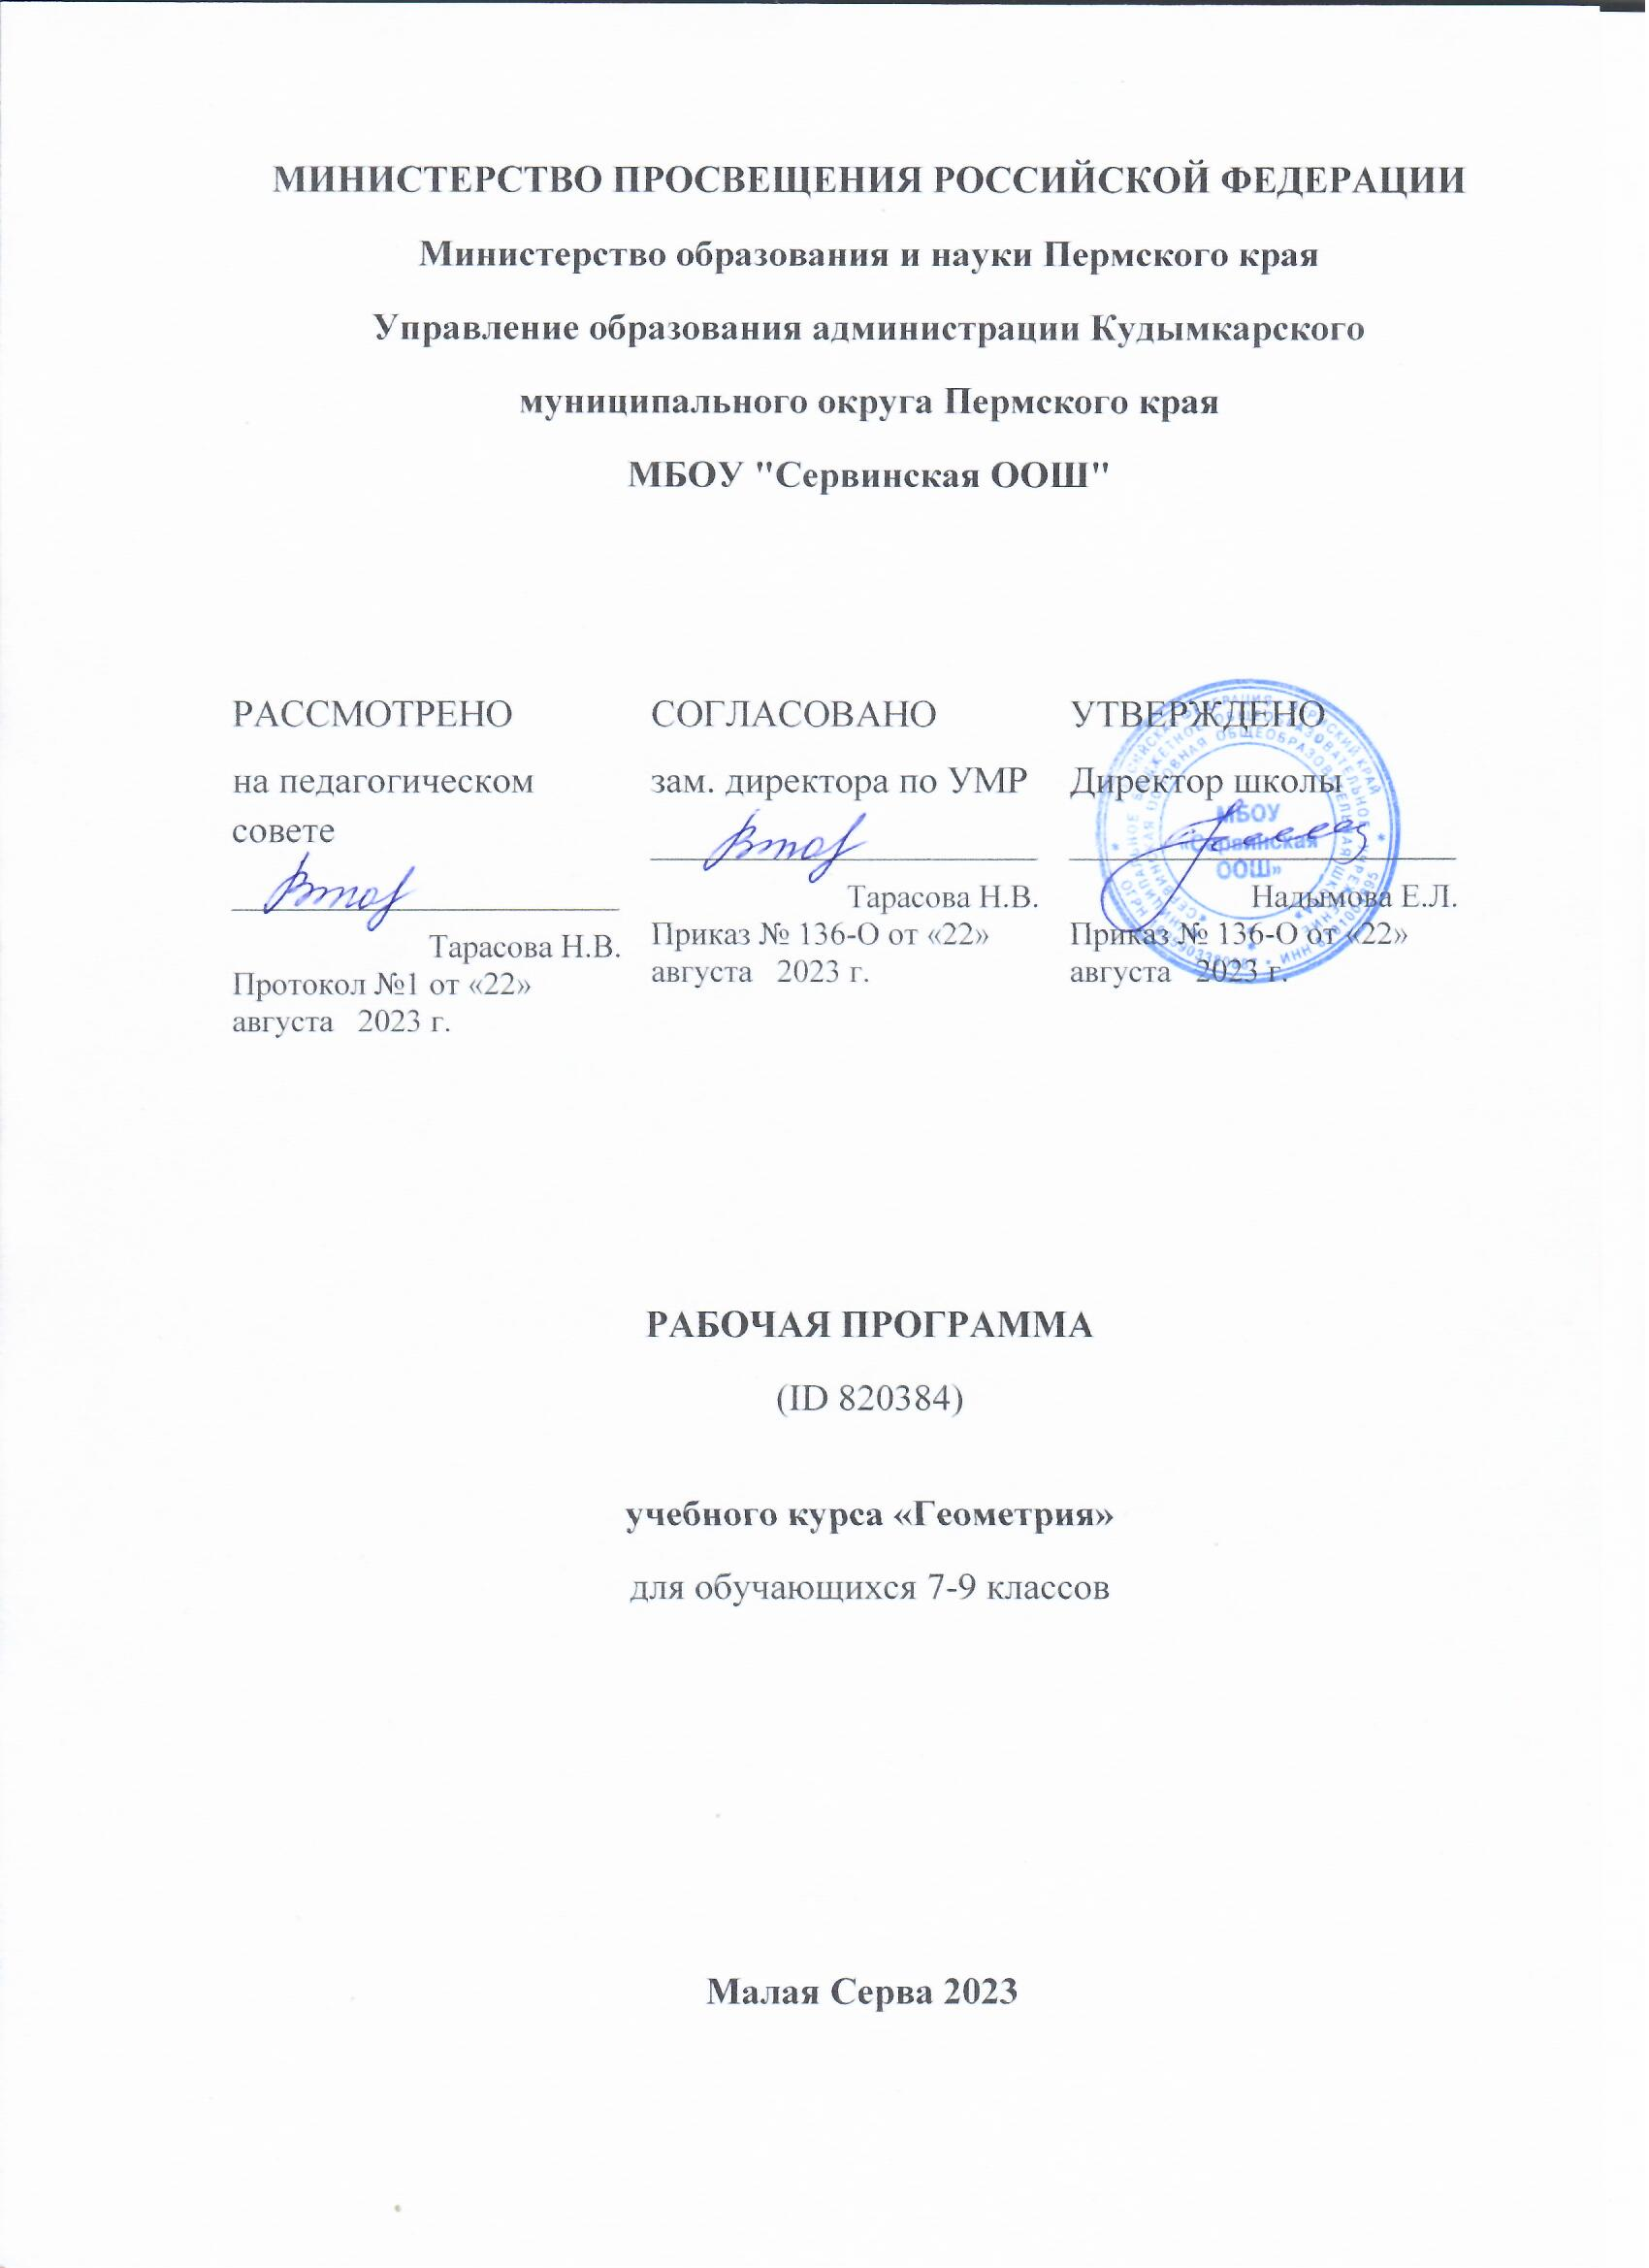 МИНИСТЕРСТВО ПРОСВЕЩЕНИЯ РОССИЙСКОЙ ФЕДЕРАЦИИ
Министерство образования и науки Пермского края
Управление образования администрации Кудымкарского
муниципального округа Пермского края
МБОУ "Сервинская ООШ"
РАССМОТРЕНО
на педагогическом
совете
Тарасова Н.В.
Протокол №1 от «22»
августа 2023 г.
СОГЛАСОВАНО
зам. директора по УМР
Тарасова Н.В.
Приказ № 136-О от «22»
августа 2023 г.
УТВЕРЖДЕНО
Директор школы
Надымова Е.Л.
Приказ № 136-О от «22»
августа 2023 г.
МБОУ
«Сервинская
ООШ»
РАБОЧАЯ ПРОГРАММА
(ID 820384)
учебного курса «Геометрия»
для обучающихся 7-9 классов
Малая Серва 2023